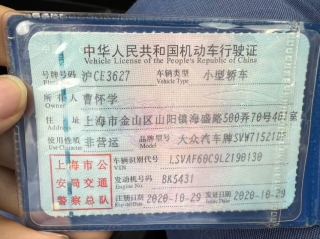 中华人民共和国机动车行驶证
Vehicle License of the People's Republic of China
号牌号码 沪CE3627 车辆类型 小型轿车
Plate No. Vehicle Type
所有人 曹怀学
Owner
住址 上海市金山区山阳镇海盛路500弄70号401室
Address
使用性质 非营运 品牌型号 大众汽车牌SVW71521DS
Use Character Model
上海市公安局交通警察总队
车辆识别代号 LSVAF60C9L2190130
VIN
发动机号码 BK5431
Engine No.
注册日期 2020-10-29 发证日期 2020-10-29
Register Date Issue Date